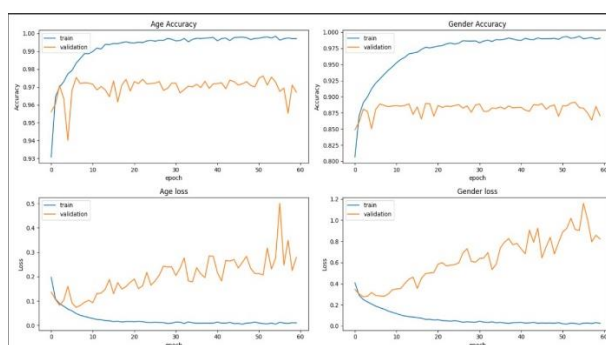 Age Accuracy
train
validation
Accuracy
1.00
0.99
0.98
0.97
0.96
0.95
0.94
0.93
0 10 20 30 40 50 60
epoch
Gender Accuracy
train
validation
Accuracy
1.000
0.975
0.950
0.925
0.900
0.875
0.850
0.825
0.800
0 10 20 30 40 50 60
epoch
Age loss
train
validation
Loss
0.5
0.4
0.3
0.2
0.1
0.0
0 10 20 30 40 50 60
epoch
Gender loss
train
validation
Loss
1.2
1.0
0.8
0.6
0.4
0.2
0.0
0 10 20 30 40 50 60
epoch